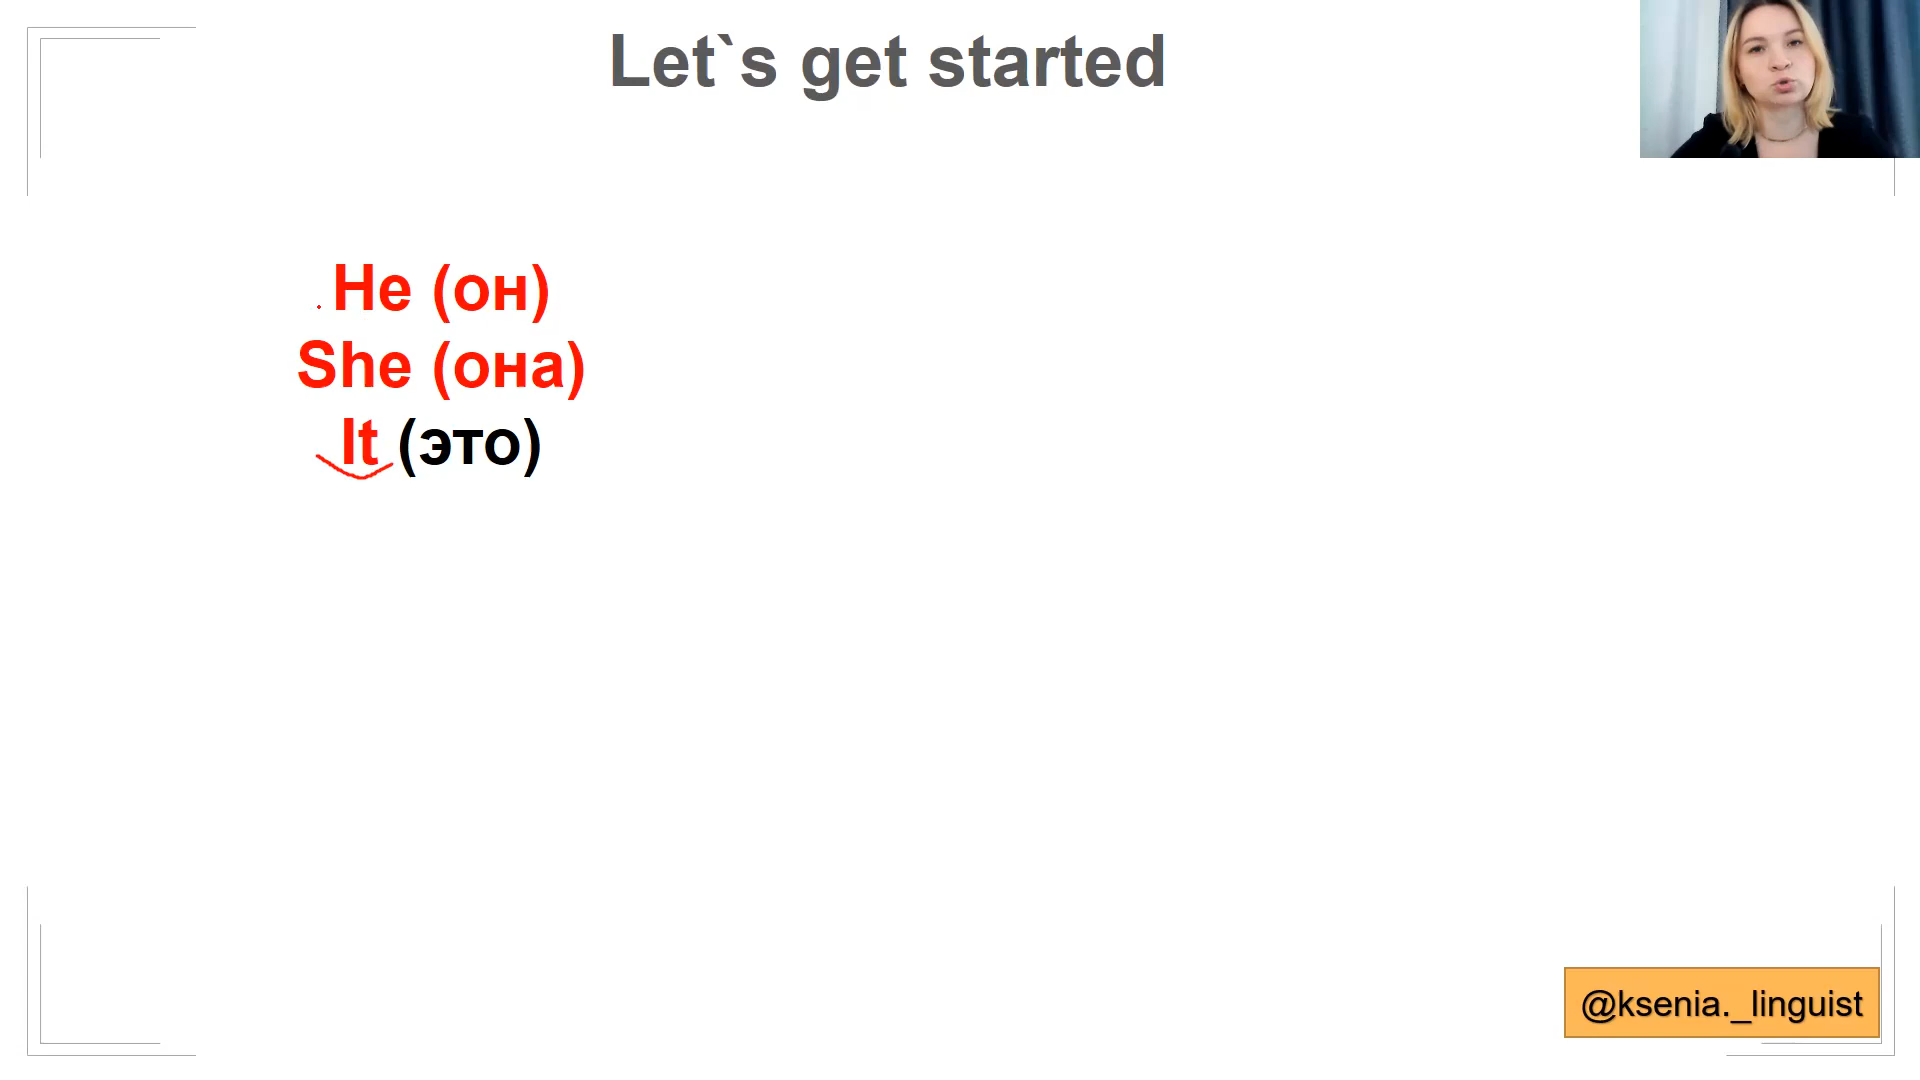 Let`s get started
He (он)
She (она)
It (это)
@ksenia._linguist